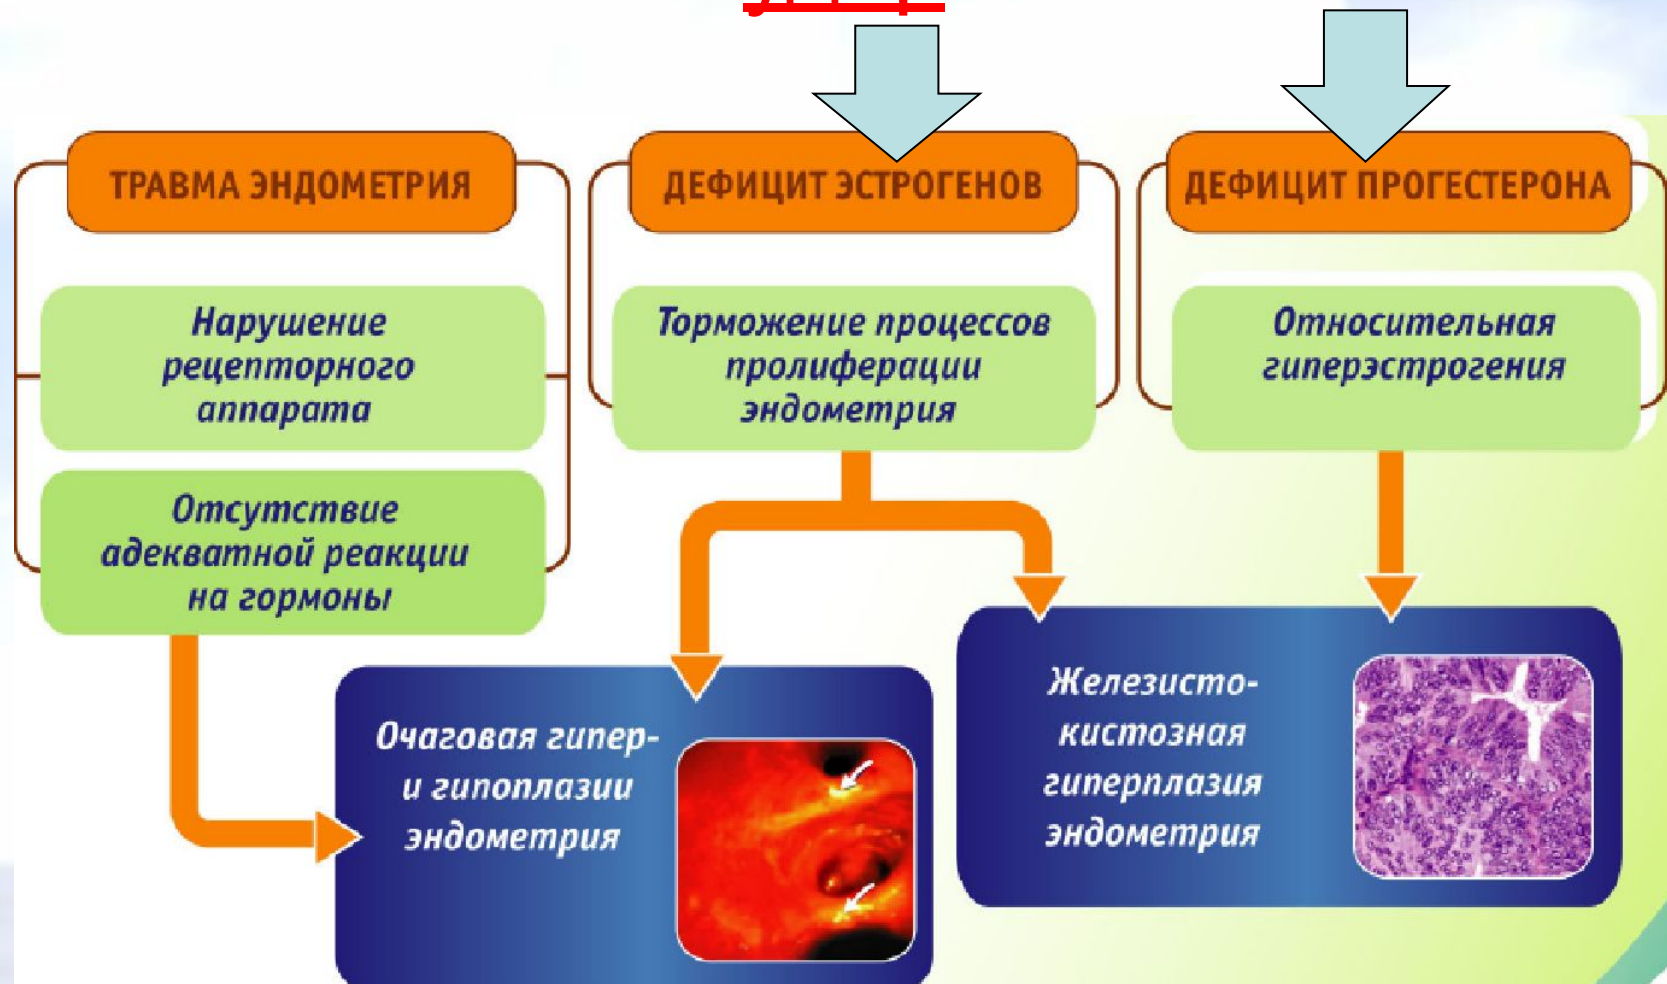 ТРАВМА ЭНДОМЕТРИЯ
Нарушение
рецепторного
аппарата
Отсутствие
адекватной реакции
на гормоны
ДЕФИЦИТ ЭСТРОГЕНОВ
Торможение процессов
пролиферации
эндометрия
ДЕФИЦИТ ПРОГЕСТЕРОНА
Относительная
гиперэстрогения
Очаговая гипер-
и гипоплазии
эндометрия
Железисто-
кистозная
гиперплазия
эндометрия